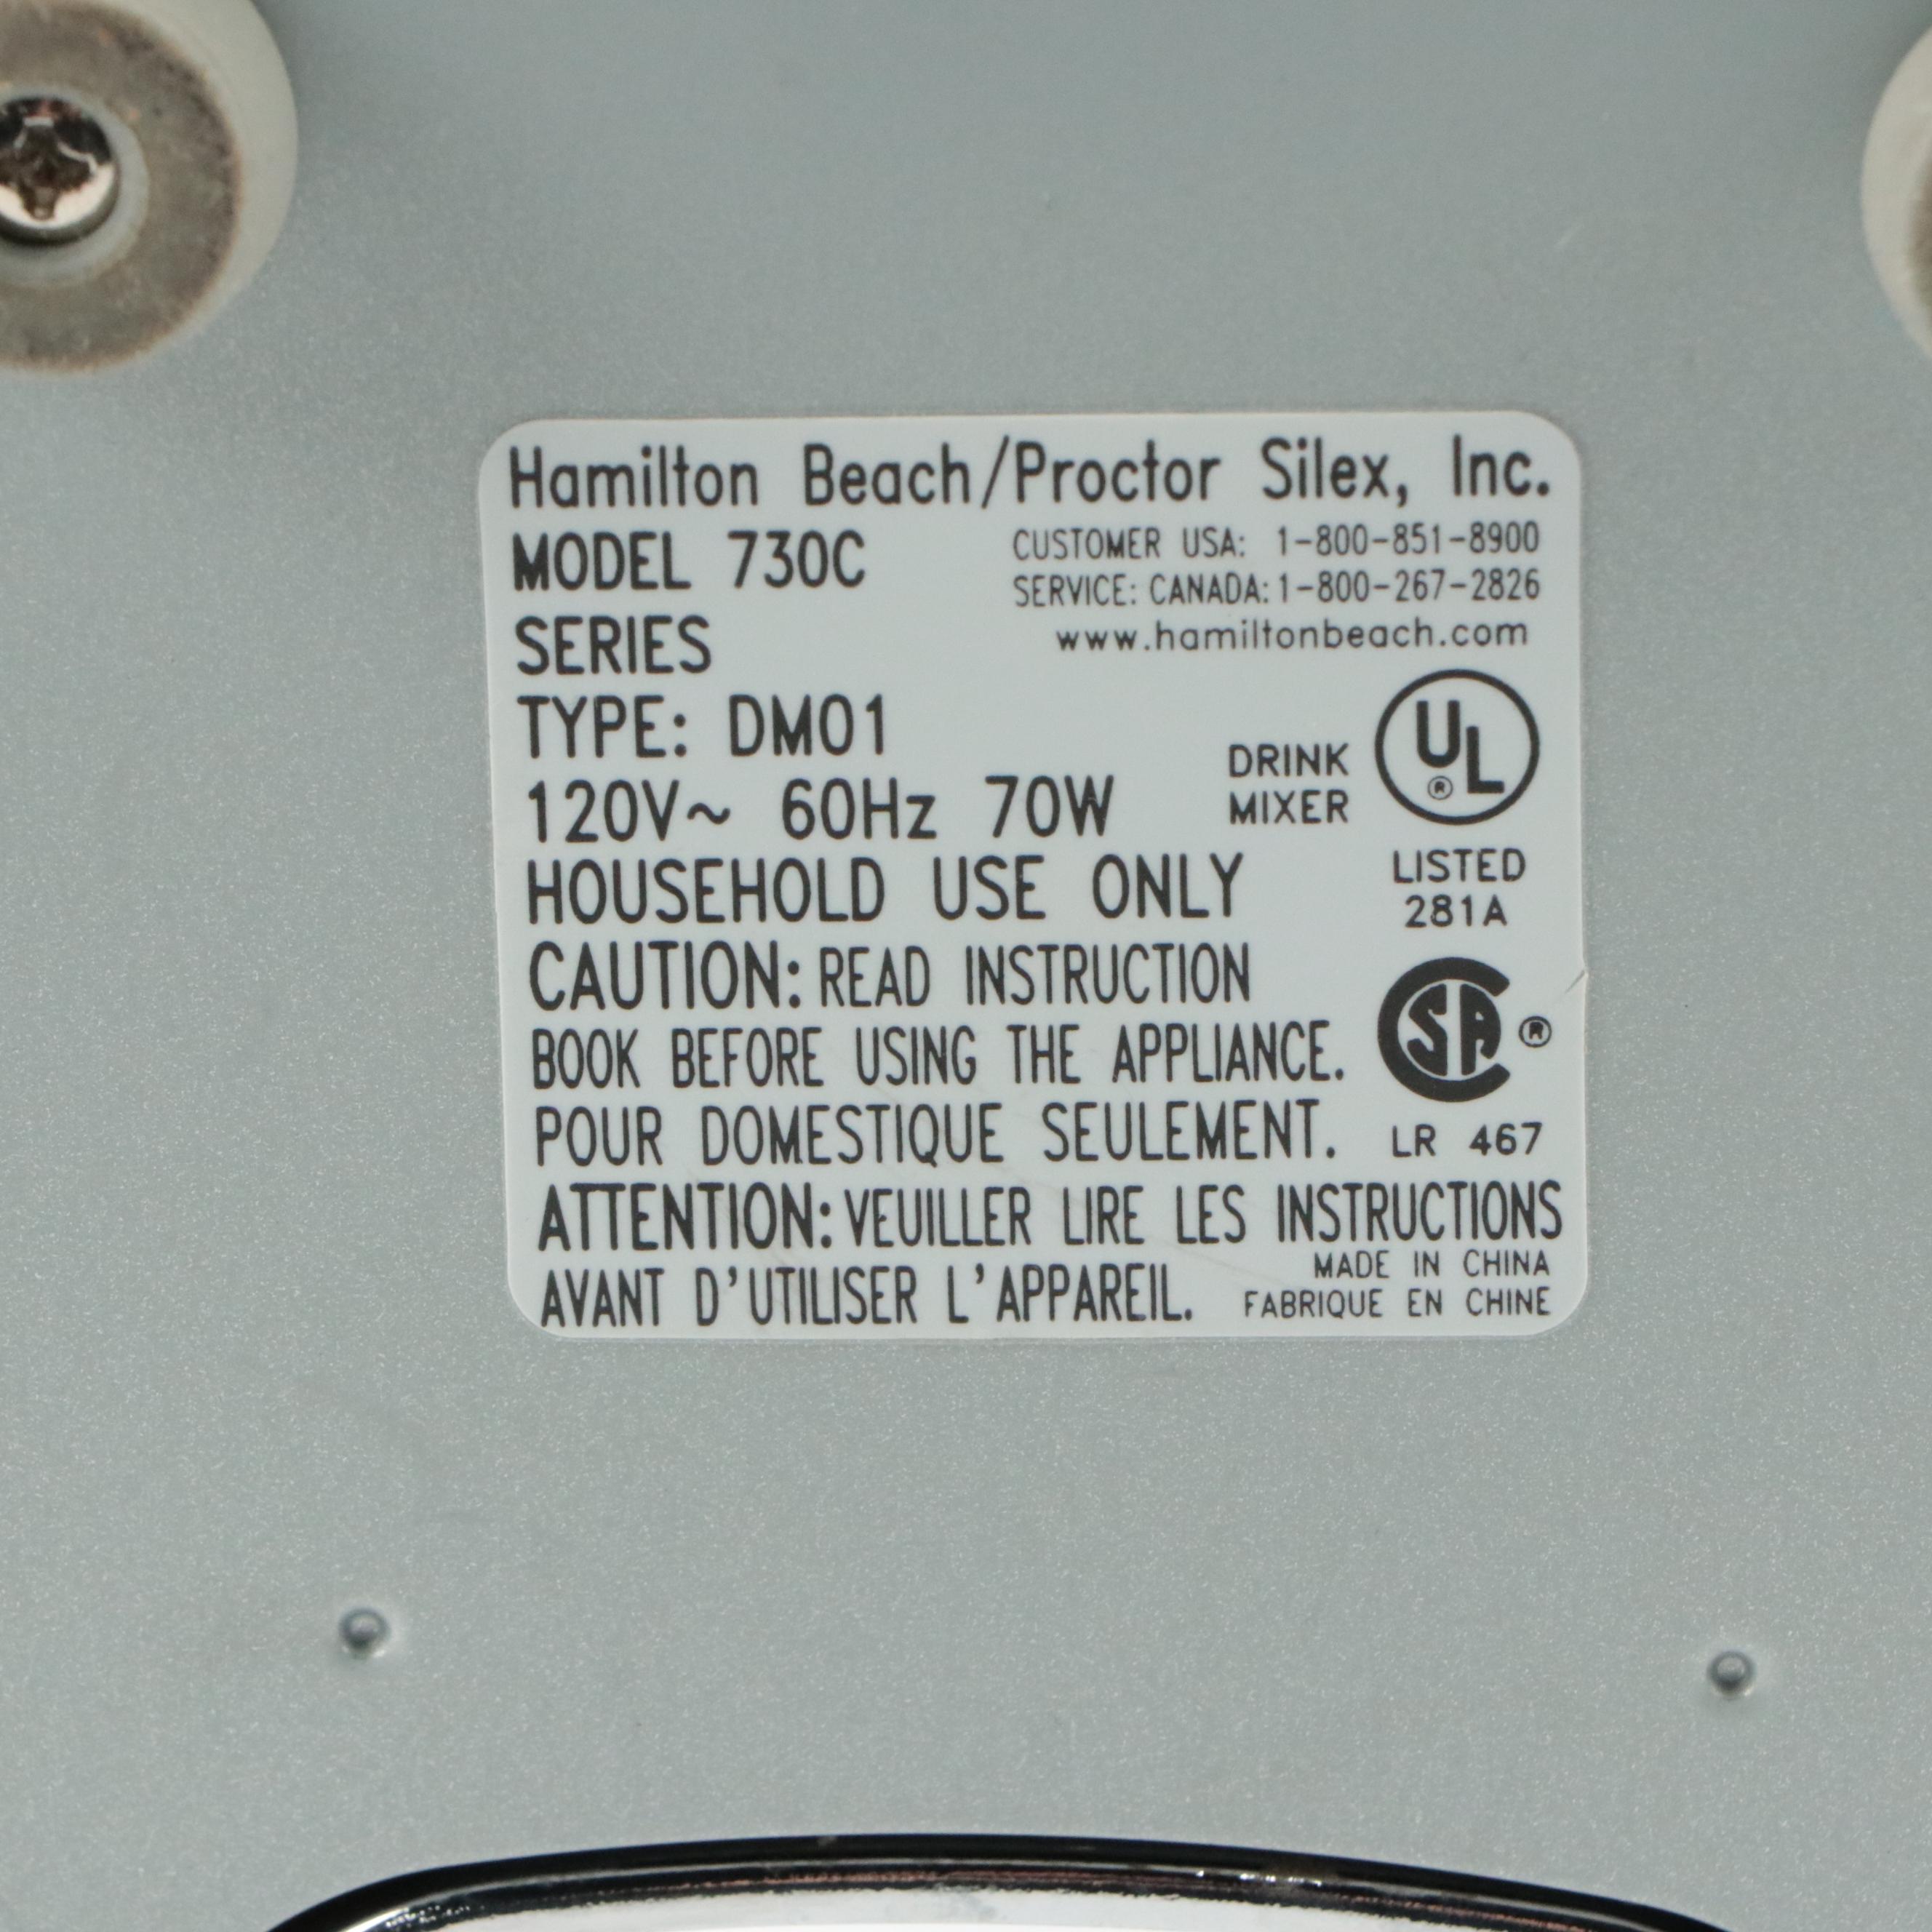 Hamilton Beach/Proctor Silex, Inc.
MODEL 730C
CUSTOMER USA: 1-800-851-8900
SERVICE: CANADA: 1-800-267-2826
www.hamiltonbeach.com
SERIES
TYPE: DM01
120V~ 60Hz 70W
DRINK
MIXER
UL ®
LISTED
281A
HOUSEHOLD USE ONLY
CAUTION: READ INSTRUCTION
BOOK BEFORE USING THE APPLIANCE.
SA ®
LR 467
POUR DOMESTIQUE SEULEMENT.
ATTENTION: VEUILLER LIRE LES INSTRUCTIONS
AVANT D'UTILISER L'APPAREIL.
MADE IN CHINA
FABRIQUE EN CHINE